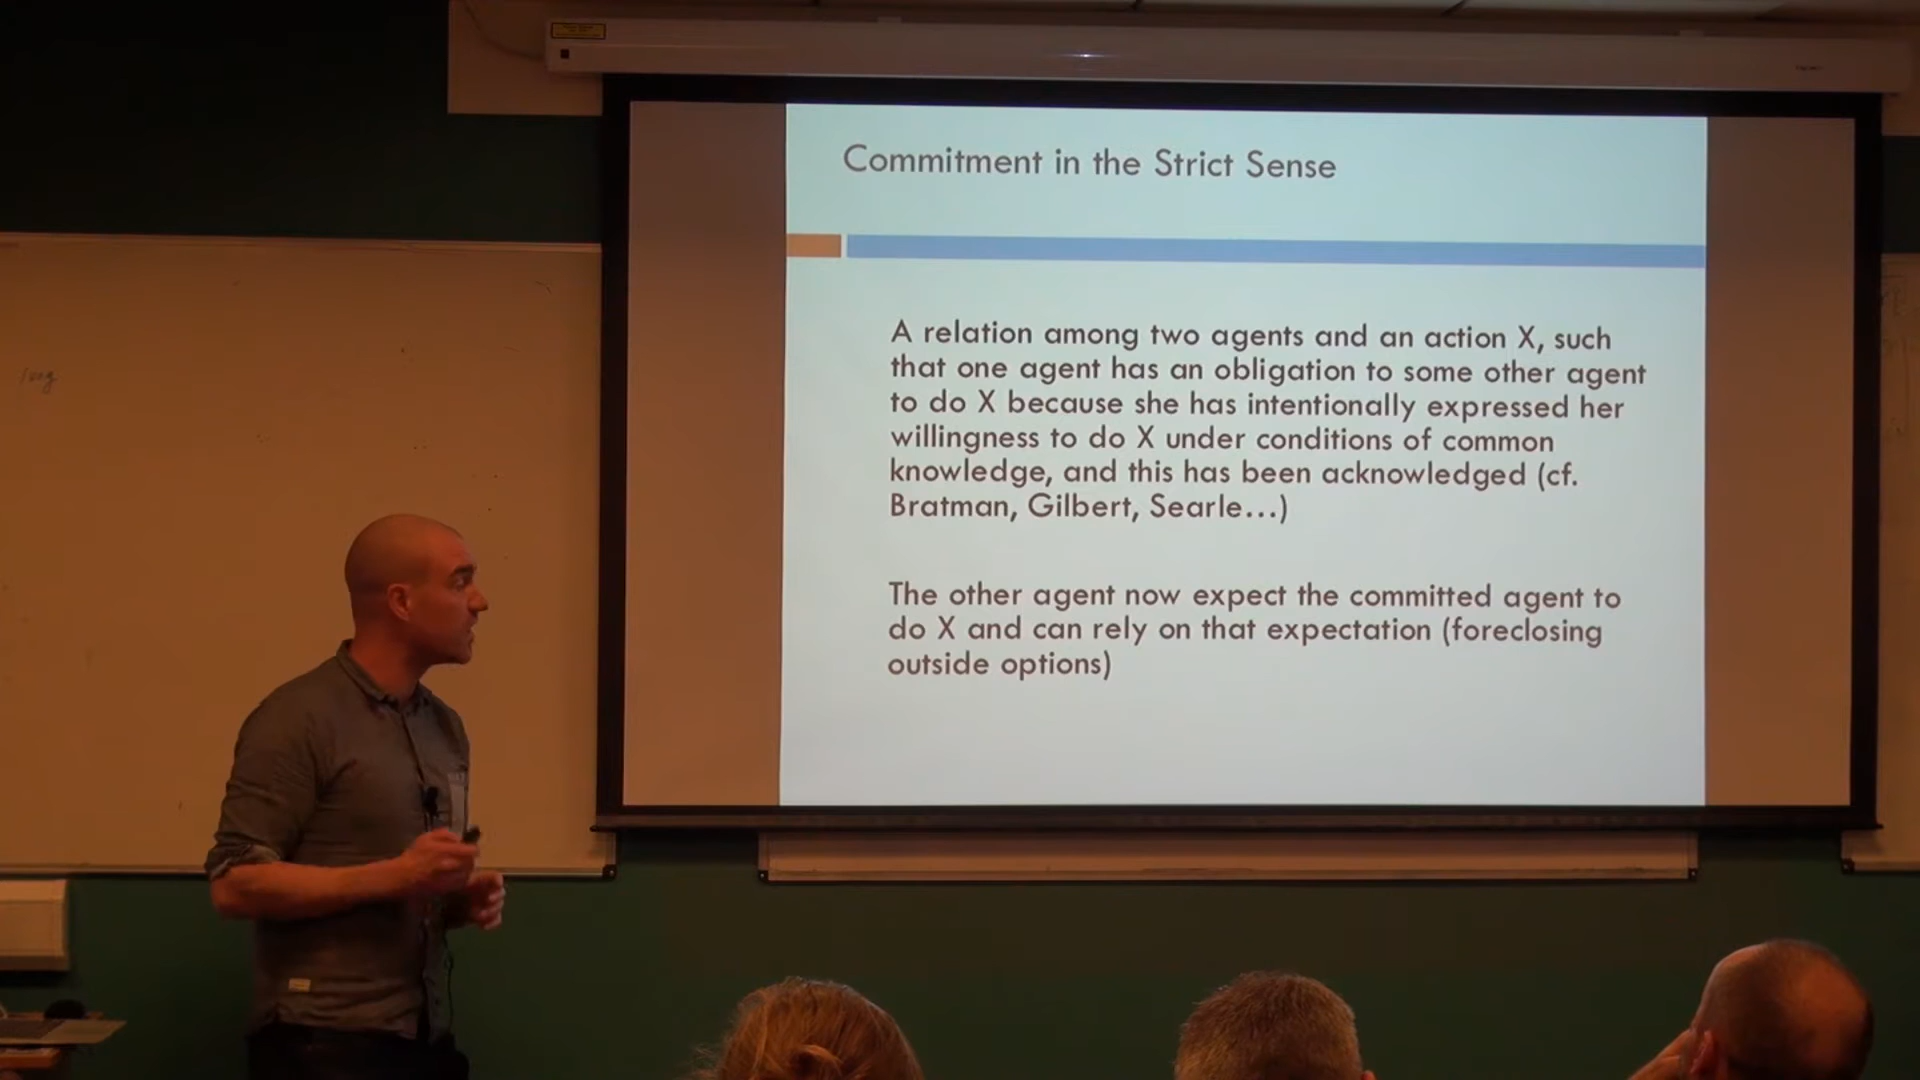 Commitment in the Strict Sense
A relation among two agents and an action X, such
that one agent has an obligation to some other agent
to do X because she has intentionally expressed her
willingness to do X under conditions of common
knowledge, and this has been acknowledged (cf.
Bratman, Gilbert, Searle...)
The other agent now expect the committed agent to
do X and can rely on that expectation (foreclosing
outside options)